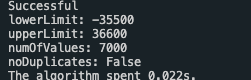 Successful
lowerLimit: -35500
upperLimit: 36600
numOfValues: 7000
noDuplicates: False
The algorithm spent 0.022s.